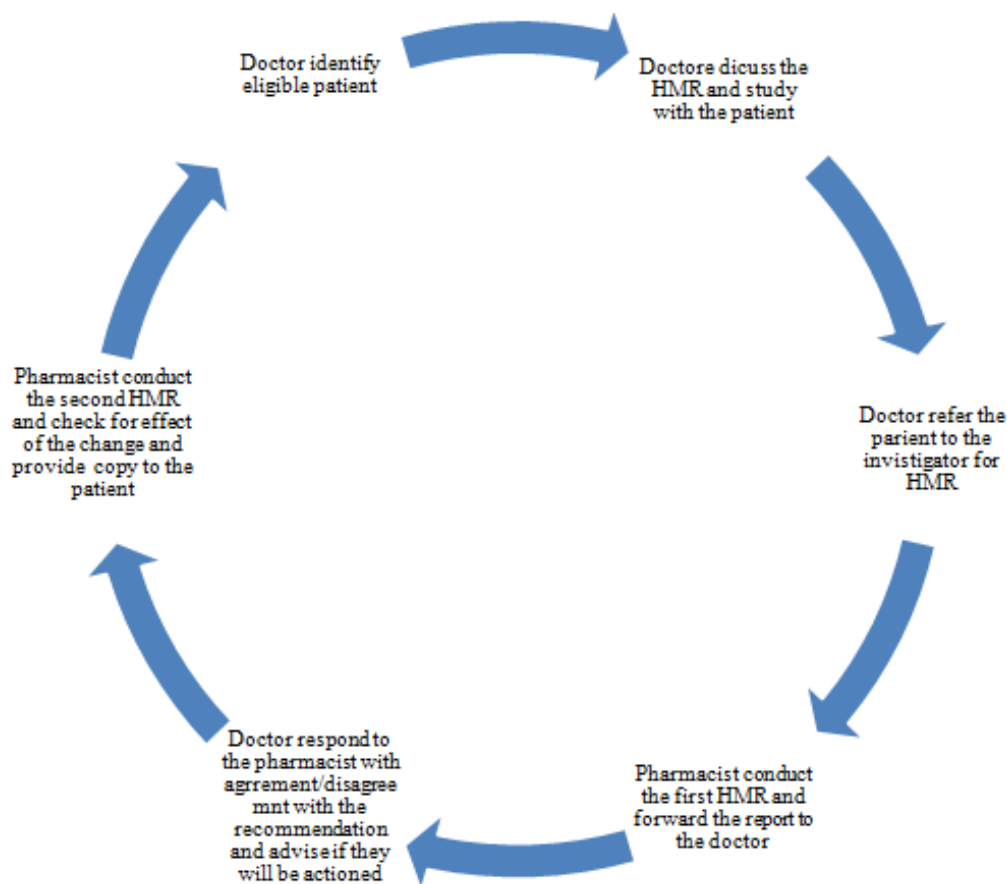 Doctor identify
eligible patient
Doctore dicuss the
HMR and study
with the patient
Doctor refer the
parient to the
invistigator for
HMR
Pharmacist conduct
the first HMR and
forward the report to
the doctor
Doctor respond to
the pharmacist with
agrrement/disagree
mnt with the
recommendation
and advise if they
will be actioned
Pharmacist conduct
the second HMR
and check for effect
of the change and
provide copy to the
patient